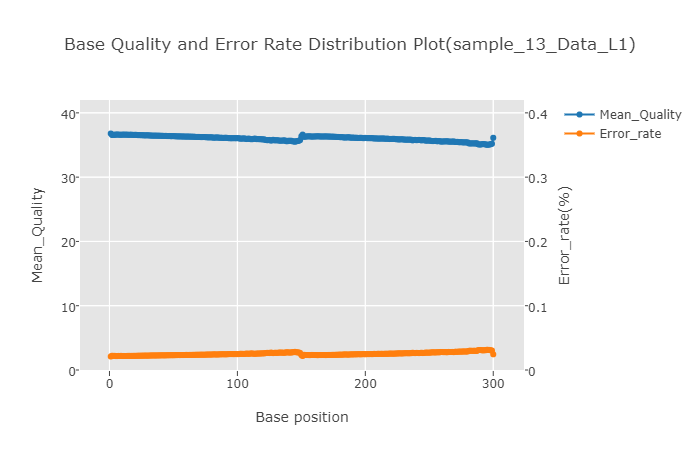 Base Quality and Error Rate Distribution Plot(sample_13_Data_L1)
40
30
20
10
0
Mean_Quality
0.4
0.3
0.2
0.1
0
Error_rate(%)
Mean_Quality
Error_rate
0 100 200 300
Base position